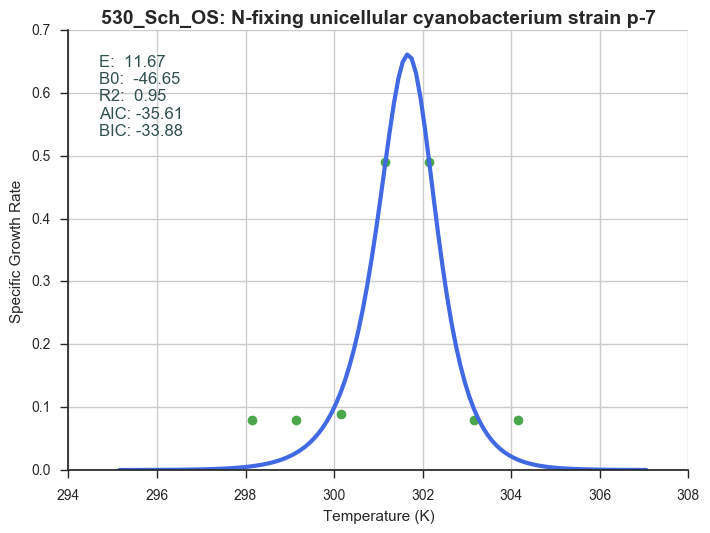 530_Sch_OS: N-fixing unicellular cyanobacterium strain p-7
E:  11.67
B0:  -46.65
R2:  0.95
AIC: -35.61
BIC: -33.88
0.7
0.6
0.5
0.4
0.3
0.2
0.1
0.0
Specific Growth Rate
294 296 298 300 302 304 306 308
Temperature (K)